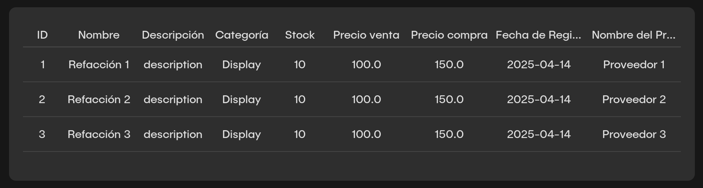 ID Nombre Descripción Categoría Stock Precio venta Precio compra Fecha de Regi... Nombre del Pr...
1 Refacción 1 description Display 10 100.0 150.0 2025-04-14 Proveedor 1
2 Refacción 2 description Display 10 100.0 150.0 2025-04-14 Proveedor 2
3 Refacción 3 description Display 10 100.0 150.0 2025-04-14 Proveedor 3